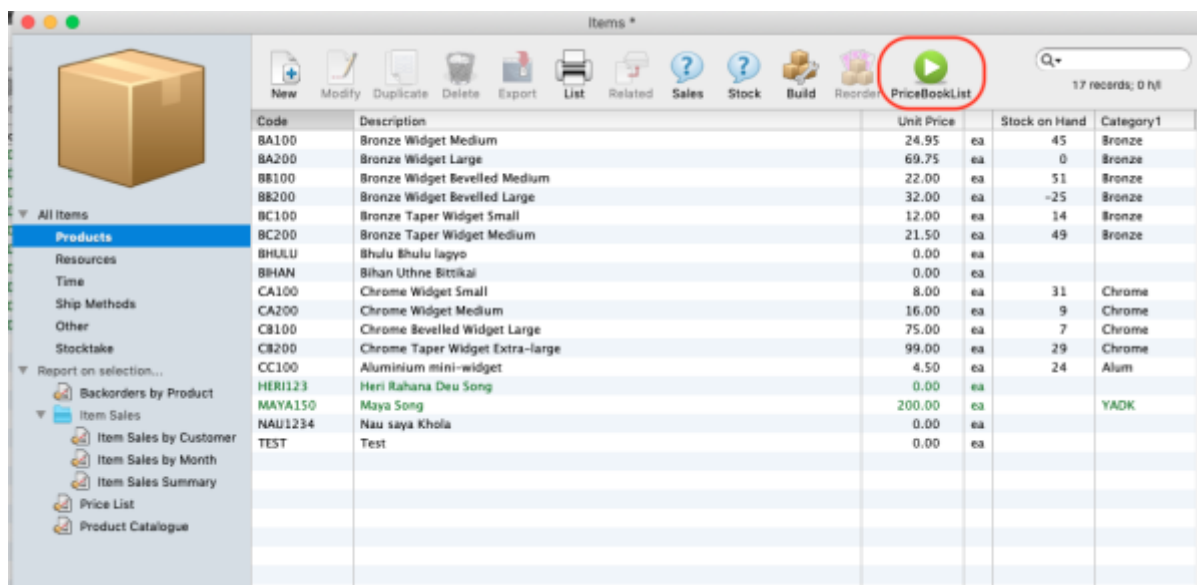 Items *
New Modify Duplicate Delete Export List Related Sales Stock Build Reorder PriceBookList
17 records; 0 h/l
Code Description Unit Price Stock on Hand Category1
BA100 Bronze Widget Medium 24.95 ea 45 Bronze
BA200 Bronze Widget Large 69.75 ea 0 Bronze
BB100 Bronze Widget Bevelled Medium 22.00 ea 51 Bronze
BB200 Bronze Widget Bevelled Large 32.00 ea -25 Bronze
BC100 Bronze Taper Widget Small 12.00 ea 14 Bronze
BC200 Bronze Taper Widget Medium 21.50 ea 49 Bronze
BHULU Bhulu Bhulu lagyo 0.00 ea
BIHAN Bihan Uthne Bittikai 0.00 ea
CA100 Chrome Widget Small 8.00 ea 31 Chrome
CA200 Chrome Widget Medium 16.00 ea 9 Chrome
CB100 Chrome Bevelled Widget Large 75.00 ea 7 Chrome
CB200 Chrome Taper Widget Extra-large 99.00 ea 29 Chrome
CC100 Aluminium mini-widget 4.50 ea 24 Alum
HERI123 Heri Rahana Deu Song 0.00 ea
MAYA150 Maya Song 200.00 ea YADK
NAU1234 Nau saya Khola 0.00 ea
TEST Test 0.00 ea
All Items
Products
Resources
Time
Ship Methods
Other
Stocktake
Report on selection...
Backorders by Product
Item Sales
Item Sales by Customer
Item Sales by Month
Item Sales Summary
Price List
Product Catalogue